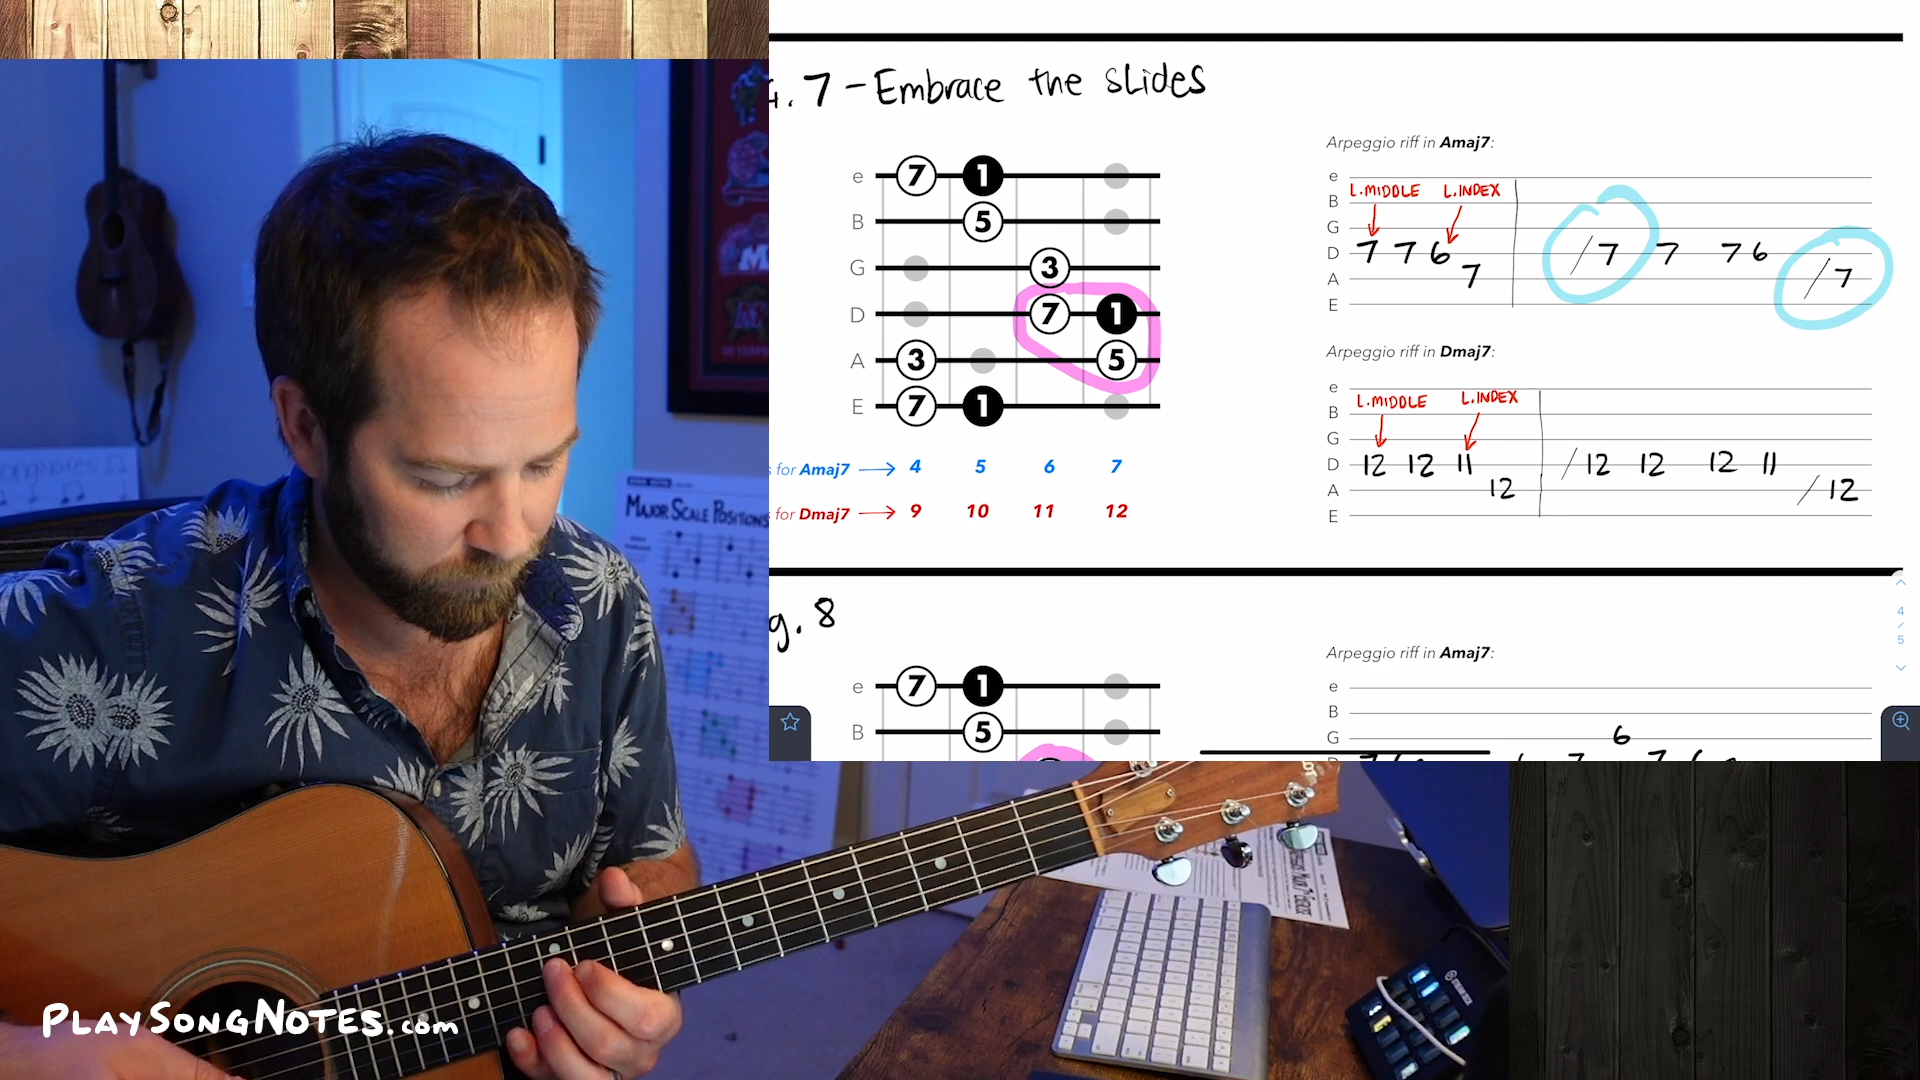 7 – Embrace the slides
e 7 1
B 5
G 3
D 7 1
A 3 5
E 7 1
for Amaj7 → 4 5 6 7
for Dmaj7 → 9 10 11 12
Arpeggio riff in Amaj7:
e
L.MIDDLE L.INDEX
B
G
D 7 7 6 /7 7 7 6
A 7 /7
E
Arpeggio riff in Dmaj7:
e
L.MIDDLE L.INDEX
B
G
D 12 12 11 /12 12 12 11
A 12 /12
E
g. 8
e 7 1
B 5
Arpeggio riff in Amaj7:
e
B
G 6
4
/
5
MAJOR SCALE POSITIONS
PLAYSONGNOTES.com